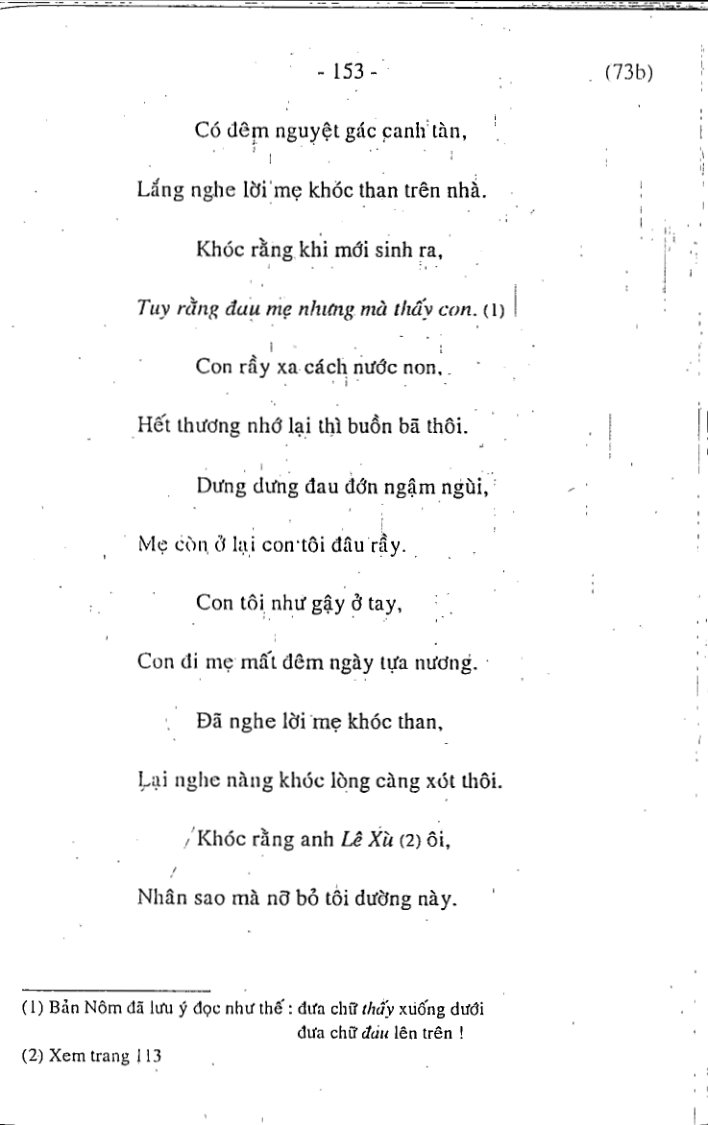 - 153 - (73b)
Có đêm nguyệt gác canh tàn,
Lắng nghe lời mẹ khóc than trên nhà.
Khóc rằng khi mới sinh ra,
Tuy rằng đau mẹ nhưng mà thấy con. (1)
Con rầy xa cách nước non,
Hết thương nhớ lại thì buồn bã thôi.
Dưng dưng đau đớn ngậm ngùi,
Mẹ còn ở lại con tôi đâu rầy.
Con tôi như gậy ở tay,
Con đi mẹ mất đêm ngày tựa nương.
Đã nghe lời mẹ khóc than,
Lại nghe nàng khóc lòng càng xót thôi.
Khóc rằng anh Lê Xù (2) ôi,
Nhân sao mà nỡ bỏ tôi dường này.
(1) Bản Nôm đã lưu ý đọc như thế : đưa chữ thấy xuống dưới
đưa chữ đau lên trên !
(2) Xem trang 113